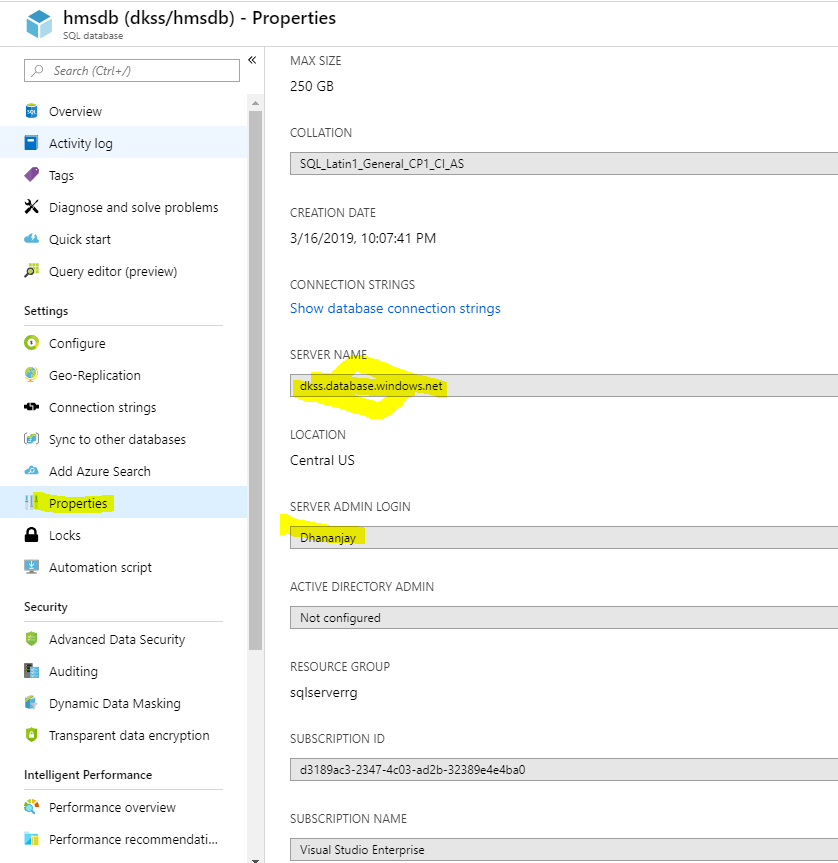 hmsdb (dkss/hmsdb) - Properties
SQL database
Search (Ctrl+/)
«
Overview
Activity log
Tags
Diagnose and solve problems
Quick start
Query editor (preview)
Settings
Configure
Geo-Replication
Connection strings
Sync to other databases
Add Azure Search
Properties
Locks
Automation script
Security
Advanced Data Security
Auditing
Dynamic Data Masking
Transparent data encryption
Intelligent Performance
Performance overview
Performance recommendati...
MAX SIZE
250 GB
COLLATION
SQL_Latin1_General_CP1_CI_AS
CREATION DATE
3/16/2019, 10:07:41 PM
CONNECTION STRINGS
Show database connection strings
SERVER NAME
dkss.database.windows.net
LOCATION
Central US
SERVER ADMIN LOGIN
Dhananjay
ACTIVE DIRECTORY ADMIN
Not configured
RESOURCE GROUP
sqlserverrg
SUBSCRIPTION ID
d3189ac3-2347-4c03-ad2b-32389e4e4ba0
SUBSCRIPTION NAME
Visual Studio Enterprise